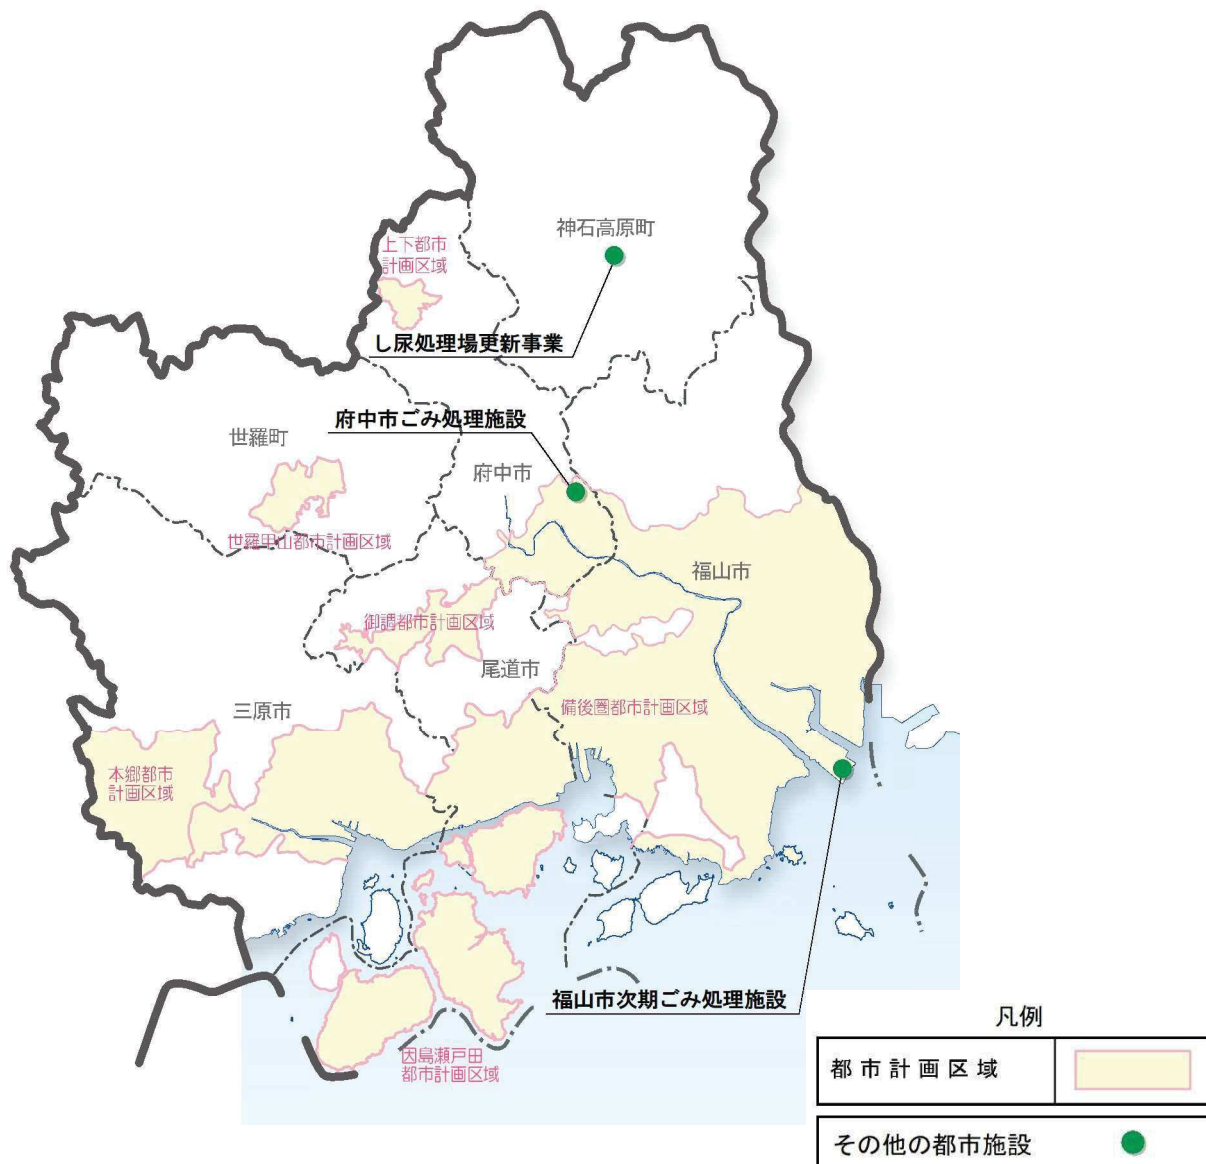 神石高原町
上下都市
計画区域
し尿処理場更新事業
府中市ごみ処理施設
世羅町
府中市
世羅甲山都市計画区域
福山市
御調都市計画区域
尾道市
備後圏都市計画区域
三原市
本郷都市
計画区域
福山市次期ごみ処理施設
因島瀬戸田
都市計画区域
凡例
都市計画区域
その他の都市施設